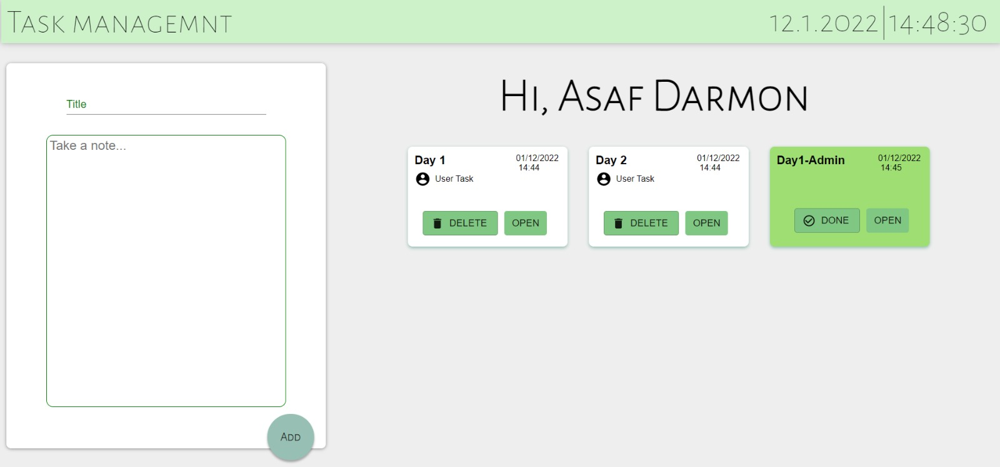 Task managemnt
12.1.2022|14:48:30
Title
Take a note...
Add
Hi, Asaf Darmon
Day 1
01/12/2022
14:44
User Task
DELETE
OPEN
Day 2
01/12/2022
14:44
User Task
DELETE
OPEN
Day1-Admin
01/12/2022
14:45
DONE
OPEN